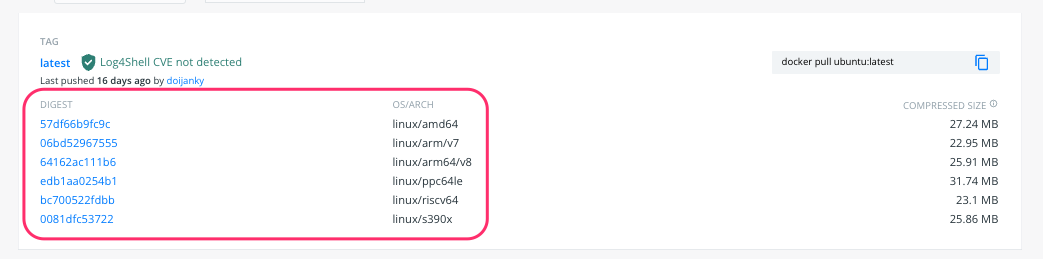 TAG
latest Log4Shell CVE not detected
docker pull ubuntu:latest
Last pushed 16 days ago by doijanky
DIGEST OS/ARCH COMPRESSED SIZE
57df66b9fc9c linux/amd64 27.24 MB
06bd52967555 linux/arm/v7 22.95 MB
64162ac111b6 linux/arm64/v8 25.91 MB
edb1aa0254b1 linux/ppc64le 31.74 MB
bc700522fdbb linux/riscv64 23.1 MB
0081dfc53722 linux/s390x 25.86 MB